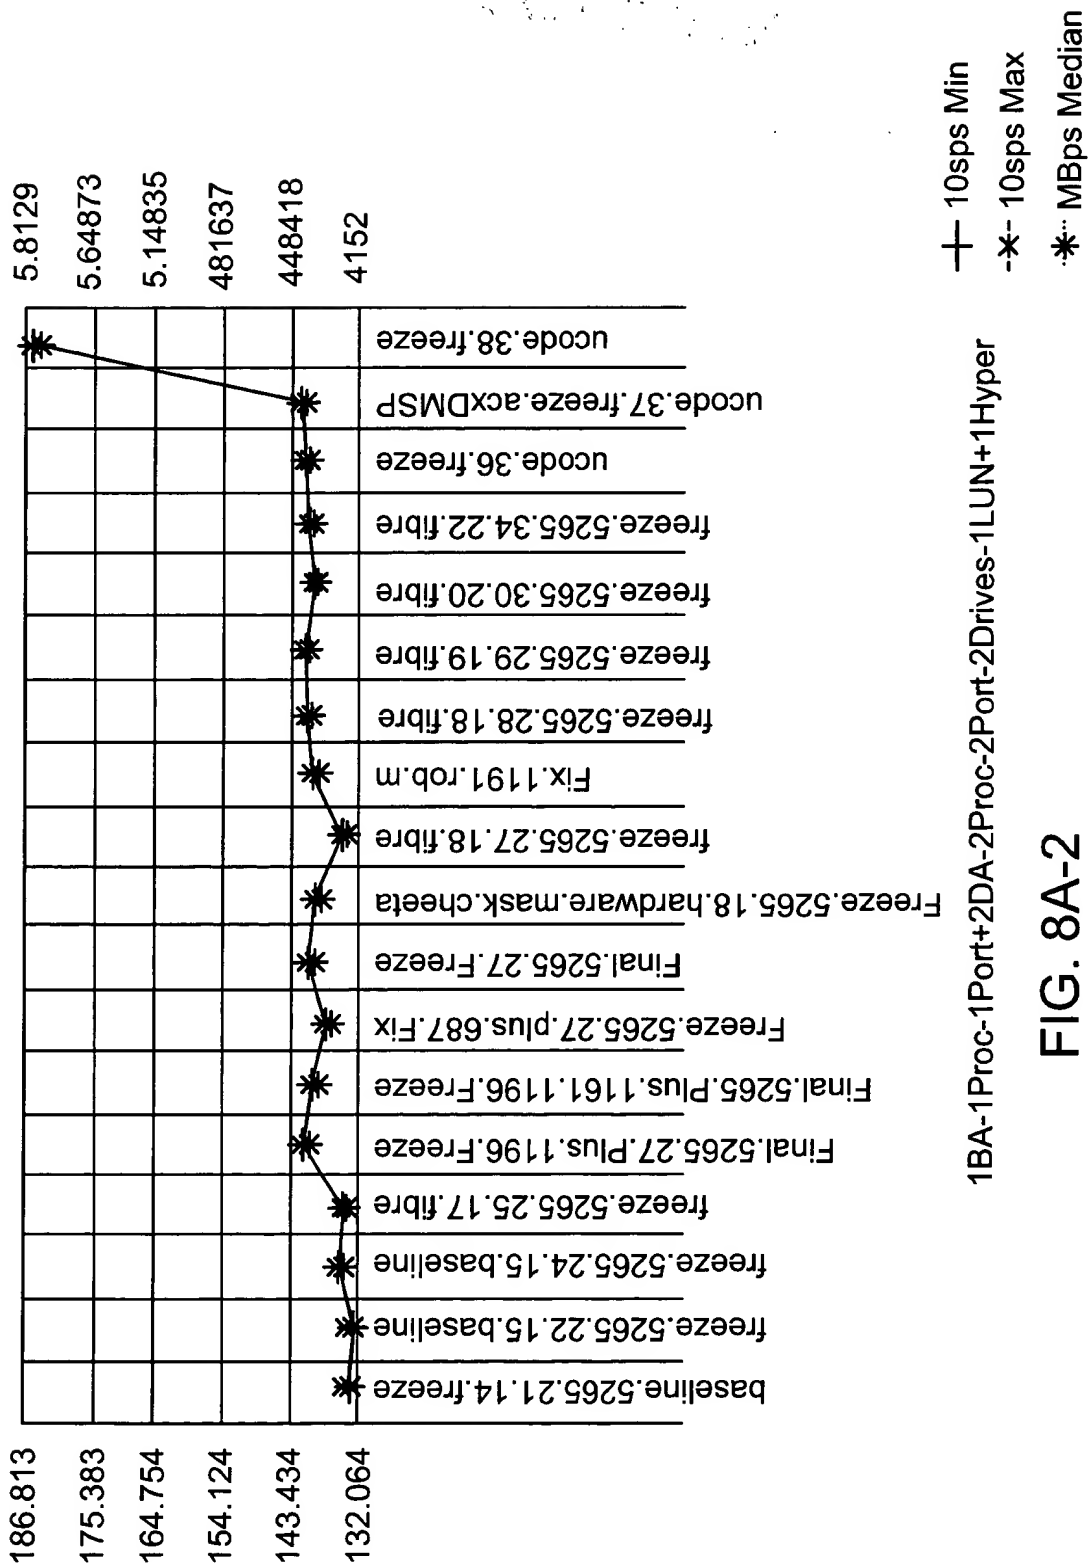 186.813
175.383
164.754
154.124
143.434
132.064
5.8129
5.64873
5.14835
481637
448418
4152
baseline.5265.21.14.freeze
freeze.5265.22.15.baseline
freeze.5265.24.15.baseline
freeze.5265.25.17.fibre
Final.5265.27.Plus.1196.Freeze
Final.5265.Plus.1161.1196.Freeze
Freeze.5265.27.plus.687.Fix
Final.5265.27.Freeze
Freeze.5265.18.hardware.mask.cheeta
freeze.5265.27.18.fibre
Fix.1191.rob.m
freeze.5265.28.18.fibre
freeze.5265.29.19.fibre
freeze.5265.30.20.fibre
freeze.5265.34.22.fibre
ucode.36.freeze
ucode.37.freeze.acxDMSP
ucode.38.freeze
10sps Min
10sps Max
MBps Median
1BA-1Proc-1Port+2DA-2Proc-2Port-2Drives-1LUN+1Hyper
FIG. 8A-2